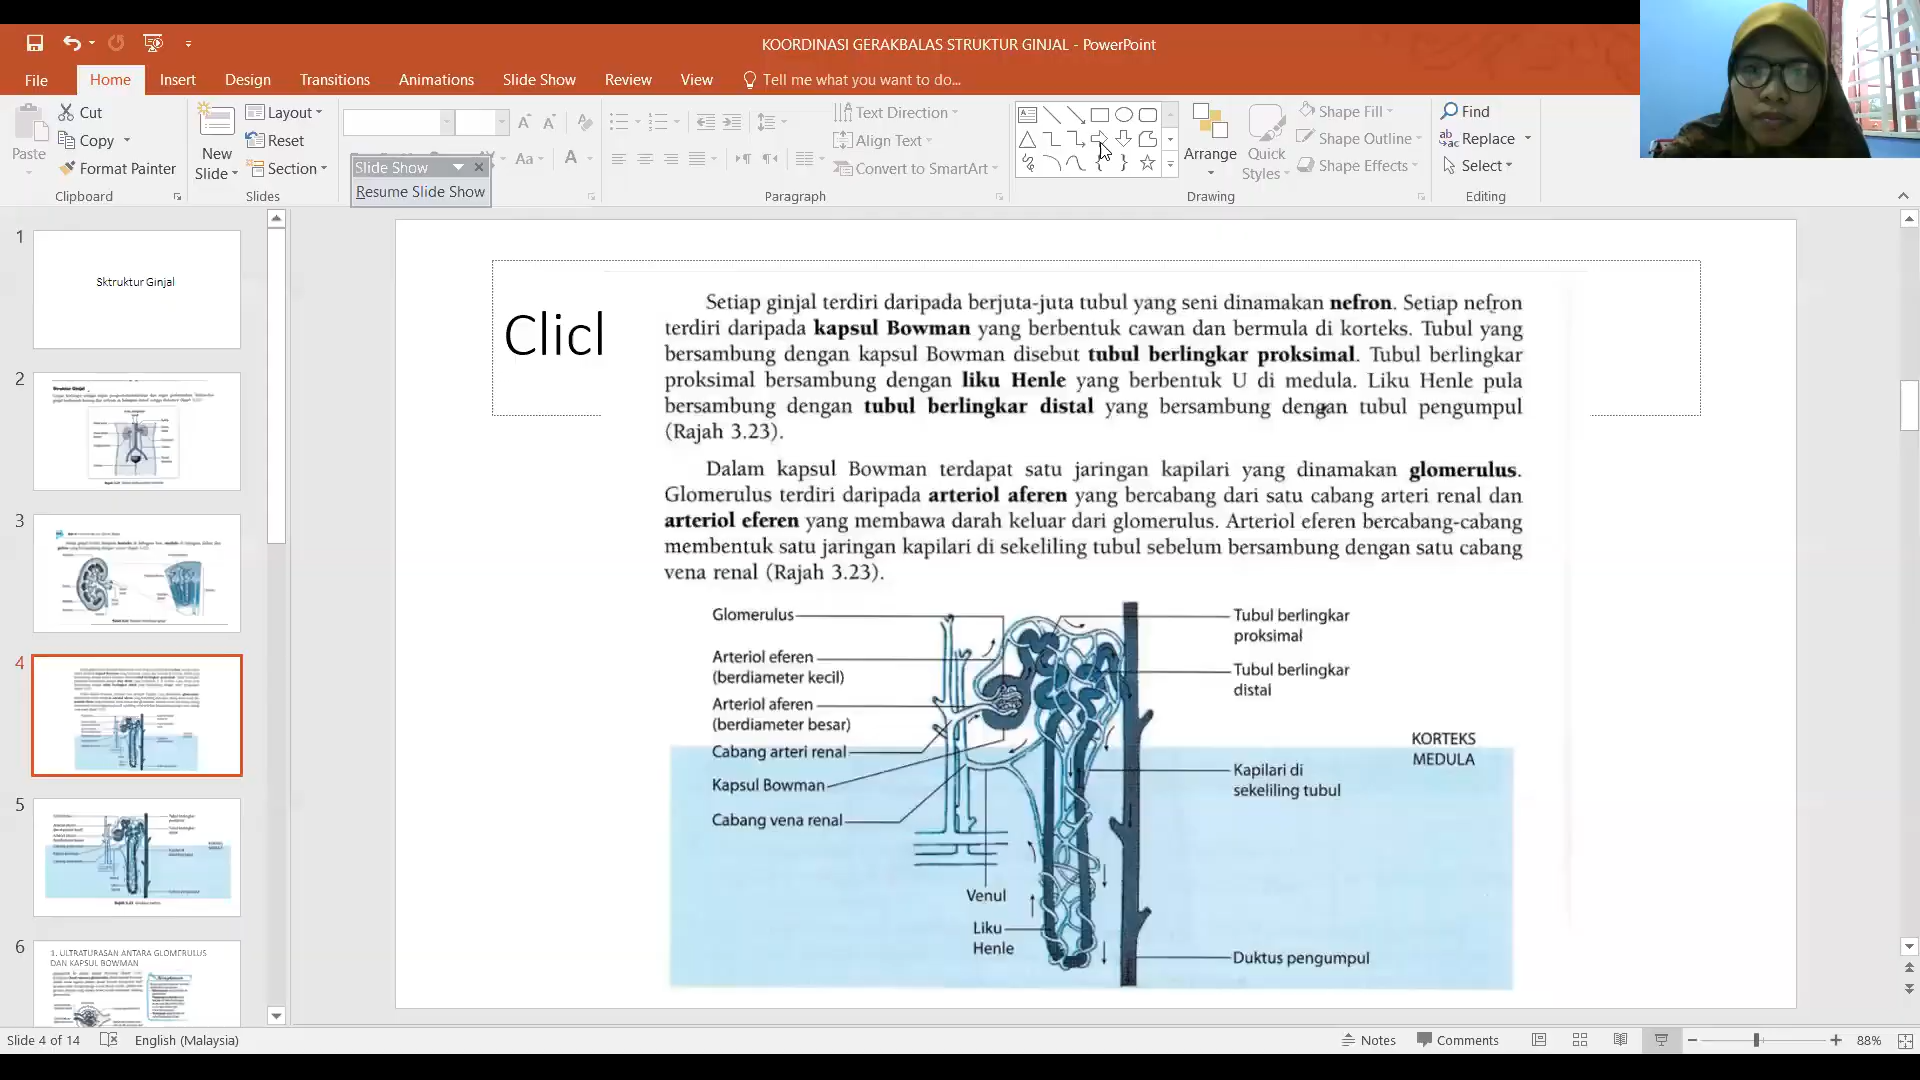 KOORDINASI GERAKBALAS STRUKTUR GINJAL - PowerPoint
File Home Insert Design Transitions Animations Slide Show Review View Tell me what you want to do...
Paste
Cut
Copy
Format Painter
Clipboard
New
Slide
Layout
Reset
Section
Slides
Slide Show
Resume Slide Show
Aa
A
Text Direction
Align Text
Convert to SmartArt
Paragraph
Arrange
Quick
Styles
Shape Fill
Shape Outline
Shape Effects
Drawing
Find
Replace
Select
Editing
1
Sktruktur Ginjal
2
3
4
5
6
1. ULTRATURASAN ANTARA GLOMERULUS
DAN KAPSUL BOWMAN
Clicl
Setiap ginjal terdiri daripada berjuta-juta tubul yang seni dinamakan nefron. Setiap nefron
terdiri daripada kapsul Bowman yang berbentuk cawan dan bermula di korteks. Tubul yang
bersambung dengan kapsul Bowman disebut tubul berlingkar proksimal. Tubul berlingkar
proksimal bersambung dengan liku Henle yang berbentuk U di medula. Liku Henle pula
bersambung dengan tubul berlingkar distal yang bersambung dengan tubul pengumpul
(Rajah 3.23).
Dalam kapsul Bowman terdapat satu jaringan kapilari yang dinamakan glomerulus.
Glomerulus terdiri daripada arteriol aferen yang bercabang dari satu cabang arteri renal dan
arteriol eferen yang membawa darah keluar dari glomerulus. Arteriol eferen bercabang-cabang
membentuk satu jaringan kapilari di sekeliling tubul sebelum bersambung dengan satu cabang
vena renal (Rajah 3.23).
Glomerulus
Arteriol eferen
(berdiameter kecil)
Arteriol aferen
(berdiameter besar)
Cabang arteri renal
Kapsul Bowman
Cabang vena renal
Venul
Liku
Henle
Tubul berlingkar
proksimal
Tubul berlingkar
distal
KORTEKS
MEDULA
Kapilari di
sekeliling tubul
Duktus pengumpul
Slide 4 of 14 English (Malaysia) Notes Comments 88%